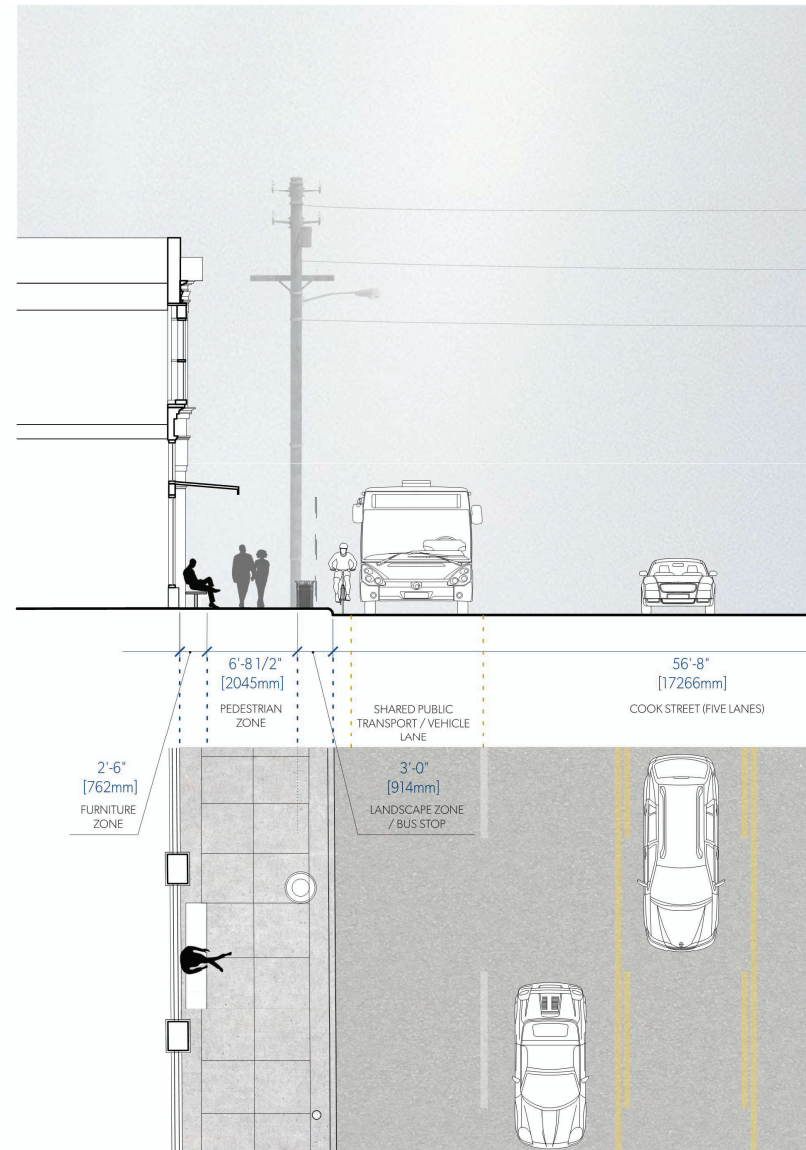 6'-8 1/2"
[2045mm]
PEDESTRIAN
ZONE
SHARED PUBLIC
TRANSPORT / VEHICLE
LANE
56'-8"
[17266mm]
COOK STREET (FIVE LANES)
2'-6"
[762mm]
FURNITURE
ZONE
3'-0"
[914mm]
LANDSCAPE ZONE
/ BUS STOP